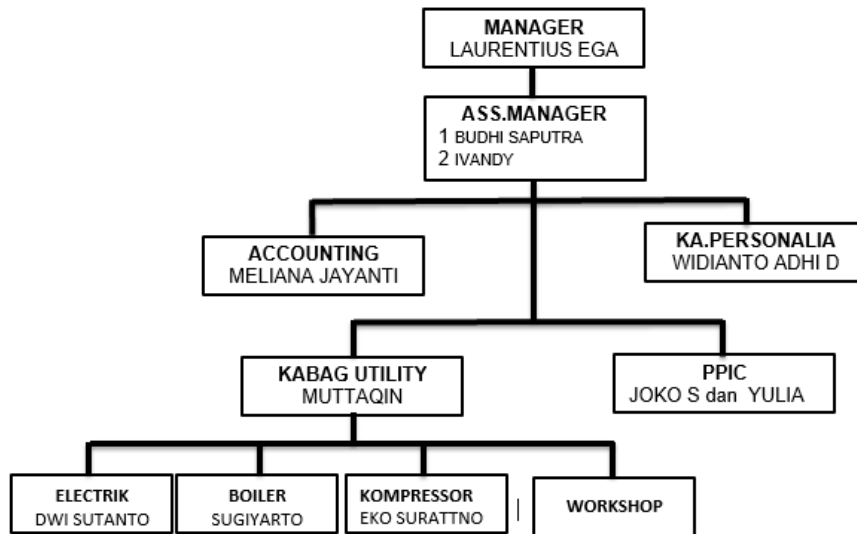 MANAGER
LAURENTIUS EGA
ASS.MANAGER
1 BUDHI SAPUTRA
2 IVANDY
ACCOUNTING
MELIANA JAYANTI
KA.PERSONALIA
WIDIANTO ADHI D
KABAG UTILITY
MUTTAQIN
PPIC
JOKO S dan YULIA
ELECTRIK
DWI SUTANTO
BOILER
SUGIYARTO
KOMPRESSOR
EKO SURATTNO
WORKSHOP